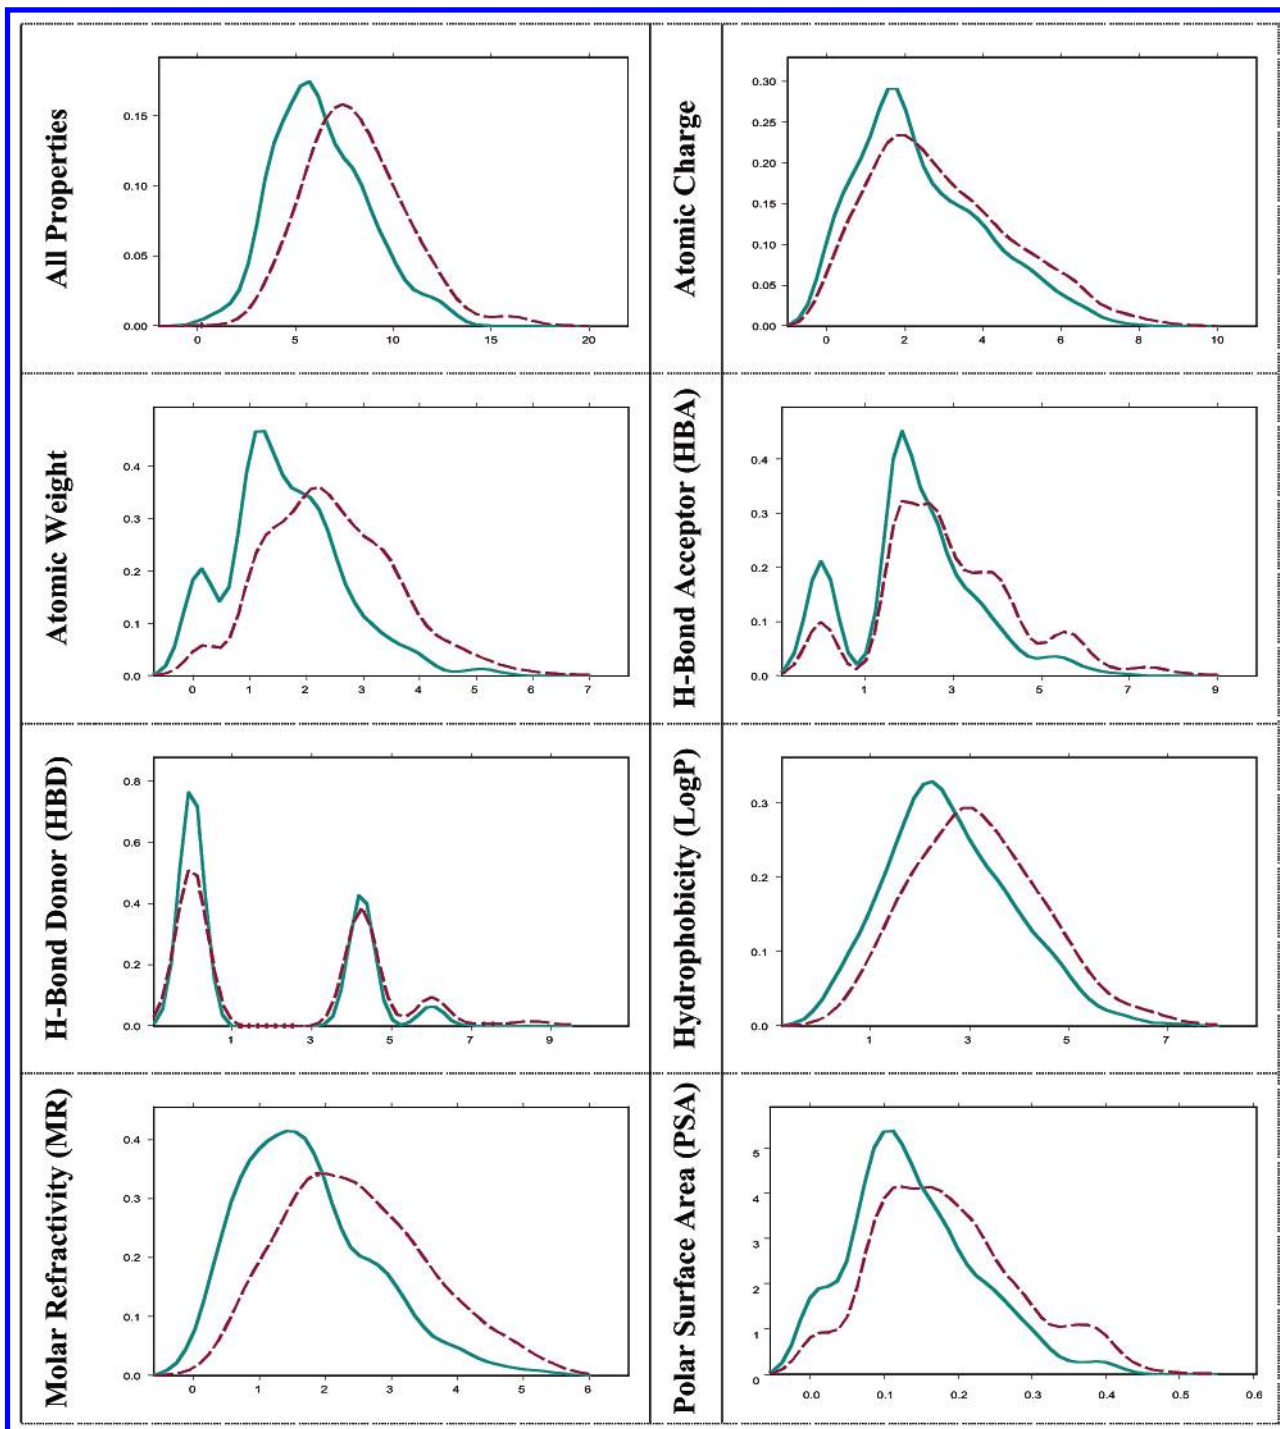 All Properties
0.15
0.10
0.05
0.00
0 5 10 15 20
Atomic Charge
0.30
0.25
0.20
0.15
0.10
0.05
0.00
0 2 4 6 8 10
Atomic Weight
0.4
0.3
0.2
0.1
0.0
0 1 2 3 4 5 6 7
H-Bond Acceptor (HBA)
0.4
0.3
0.2
0.1
0.0
1 3 5 7 9
H-Bond Donor (HBD)
0.8
0.6
0.4
0.2
0.0
1 3 5 7 9
Hydrophobicity (LogP)
0.3
0.2
0.1
0.0
1 3 5 7
Molar Refractivity (MR)
0.4
0.3
0.2
0.1
0.0
0 1 2 3 4 5 6
Polar Surface Area (PSA)
5
4
3
2
1
0
0.0 0.1 0.2 0.3 0.4 0.5 0.6